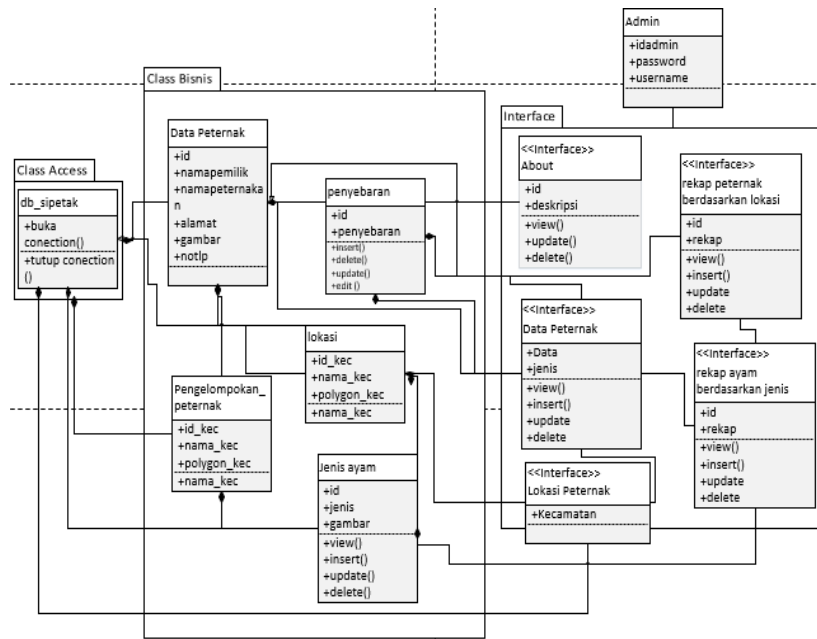 Admin
+idadmin
+password
+username
Class Bisnis
Interface
Class Access
db_sipetak
+buka
conection()
+tutup conection
()
Data Peternak
+id
+namapemilik
+namapeternaka
n
+alamat
+gambar
+notlp
penyebaran
+id
+penyebaran
+insert()
+delete()
+update()
+edit ()
<<Interface>>
About
+id
+deskripsi
+view()
+update()
+delete()
<<Interface>>
rekap peternak
berdasarkan lokasi
+id
+rekap
+view()
+insert()
+update
+delete
lokasi
+id_kec
+nama_kec
+polygon_kec
+nama_kec
<<Interface>>
Data Peternak
+Data
+jenis
+view()
+insert()
+update
+delete
<<Interface>>
rekap ayam
berdasarkan jenis
+id
+rekap
+view()
+insert()
+update
+delete
Pengelompokan_
peternak
+id_kec
+nama_kec
+polygon_kec
+nama_kec
Jenis ayam
+id
+jenis
+gambar
+view()
+insert()
+update()
+delete()
<<Interface>>
Lokasi Peternak
+Kecamatan